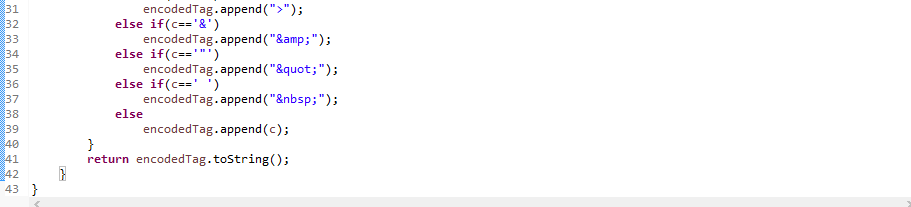 31 encodedTag.append(">");
32 else if(c=='&')
33 encodedTag.append("&amp;");
34 else if(c=='"')
35 encodedTag.append("&quot;");
36 else if(c==' ')
37 encodedTag.append("&nbsp;");
38 else
39 encodedTag.append(c);
40 }
41 return encodedTag.toString();
42 }
43 }